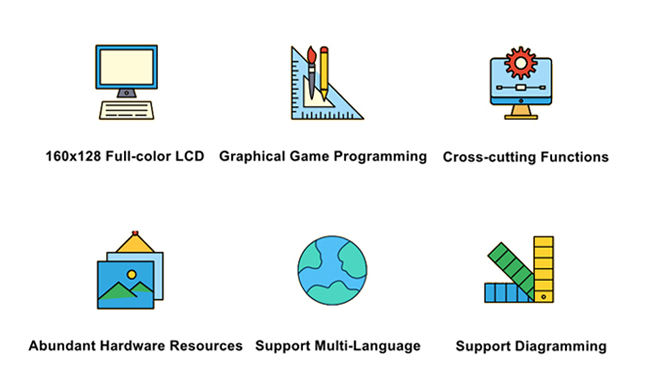 160x128 Full-color LCD
Graphical Game Programming
Cross-cutting Functions
Abundant Hardware Resources
Support Multi-Language
Support Diagramming